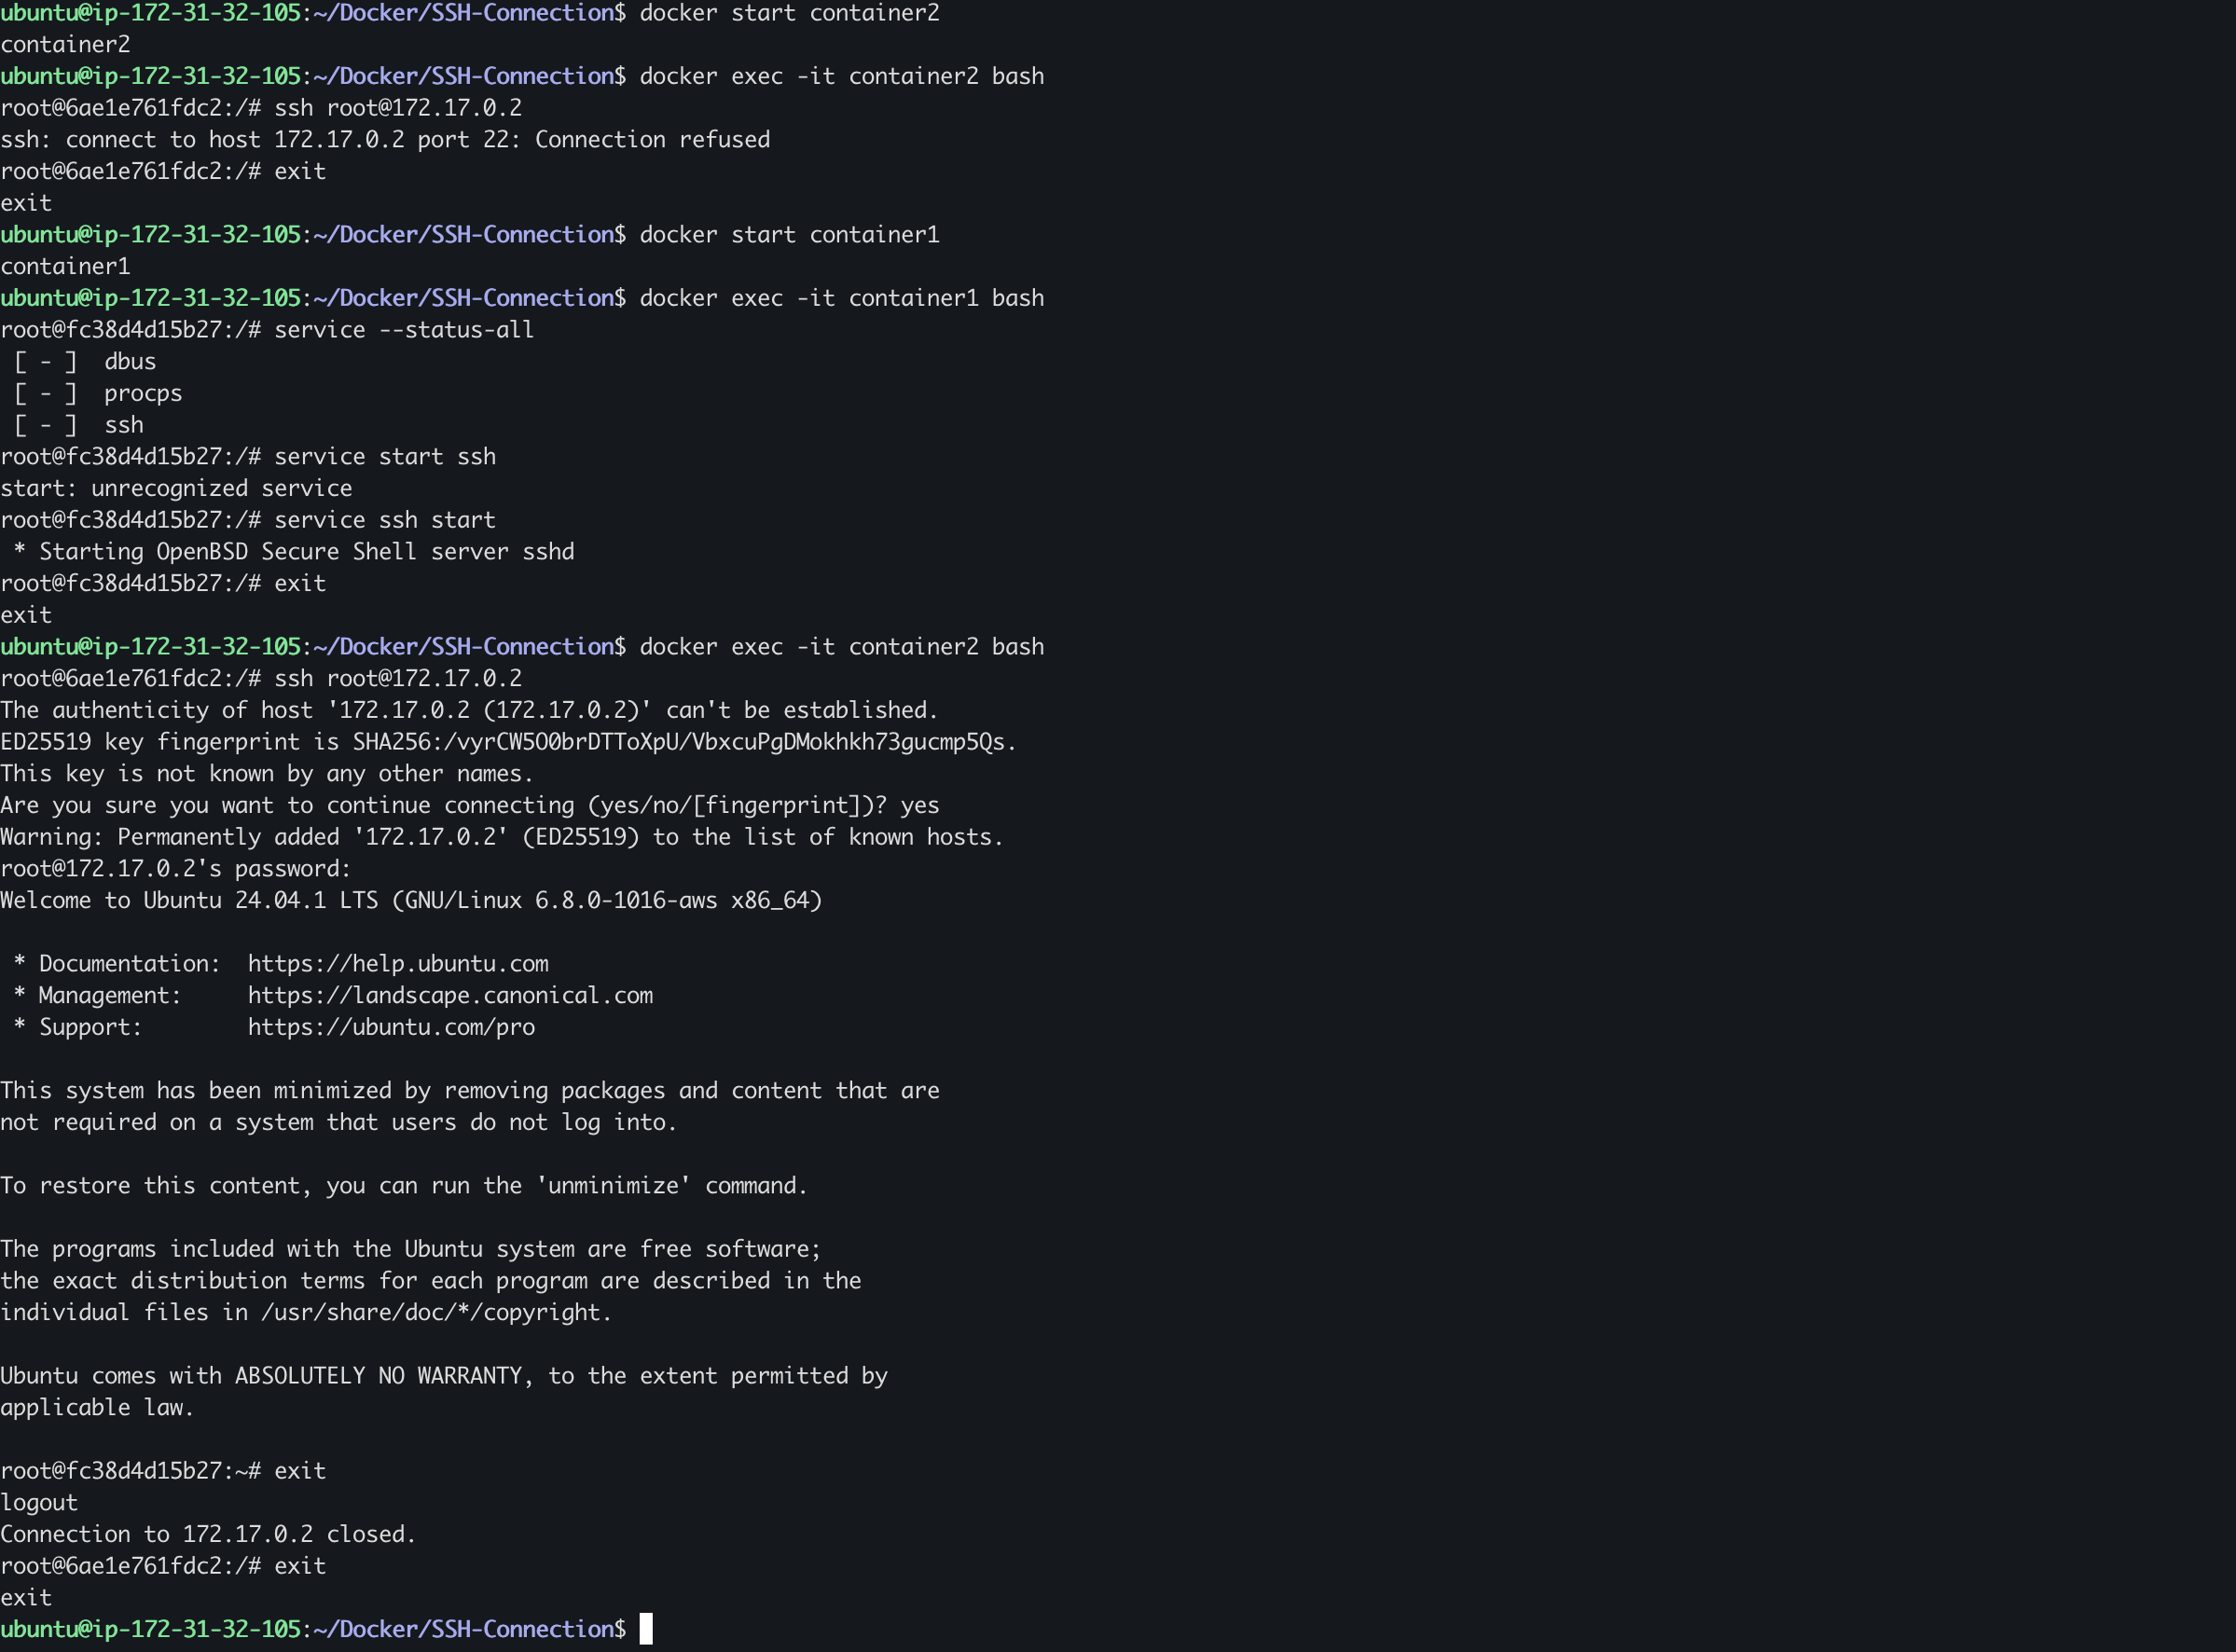 ubuntu@ip-172-31-32-105:~/Docker/SSH-Connection$ docker start container2
container2
ubuntu@ip-172-31-32-105:~/Docker/SSH-Connection$ docker exec -it container2 bash
root@6ae1e761fdc2:/# ssh root@172.17.0.2
ssh: connect to host 172.17.0.2 port 22: Connection refused
root@6ae1e761fdc2:/# exit
exit
ubuntu@ip-172-31-32-105:~/Docker/SSH-Connection$ docker start container1
container1
ubuntu@ip-172-31-32-105:~/Docker/SSH-Connection$ docker exec -it container1 bash
root@fc38d4d15b27:/# service --status-all
 [ - ]  dbus
 [ - ]  procps
 [ - ]  ssh
root@fc38d4d15b27:/# service start ssh
start: unrecognized service
root@fc38d4d15b27:/# service ssh start
 * Starting OpenBSD Secure Shell server sshd
root@fc38d4d15b27:/# exit
exit
ubuntu@ip-172-31-32-105:~/Docker/SSH-Connection$ docker exec -it container2 bash
root@6ae1e761fdc2:/# ssh root@172.17.0.2
The authenticity of host '172.17.0.2 (172.17.0.2)' can't be established.
ED25519 key fingerprint is SHA256:/vyrCW5O0brDTToXpU/VbxcuPgDMokhkh73gucmp5Qs.
This key is not known by any other names.
Are you sure you want to continue connecting (yes/no/[fingerprint])? yes
Warning: Permanently added '172.17.0.2' (ED25519) to the list of known hosts.
root@172.17.0.2's password:
Welcome to Ubuntu 24.04.1 LTS (GNU/Linux 6.8.0-1016-aws x86_64)

 * Documentation:  https://help.ubuntu.com
 * Management:     https://landscape.canonical.com
 * Support:        https://ubuntu.com/pro

This system has been minimized by removing packages and content that are
not required on a system that users do not log into.

To restore this content, you can run the 'unminimize' command.

The programs included with the Ubuntu system are free software;
the exact distribution terms for each program are described in the
individual files in /usr/share/doc/*/copyright.

Ubuntu comes with ABSOLUTELY NO WARRANTY, to the extent permitted by
applicable law.

root@fc38d4d15b27:~# exit
logout
Connection to 172.17.0.2 closed.
root@6ae1e761fdc2:/# exit
exit
ubuntu@ip-172-31-32-105:~/Docker/SSH-Connection$